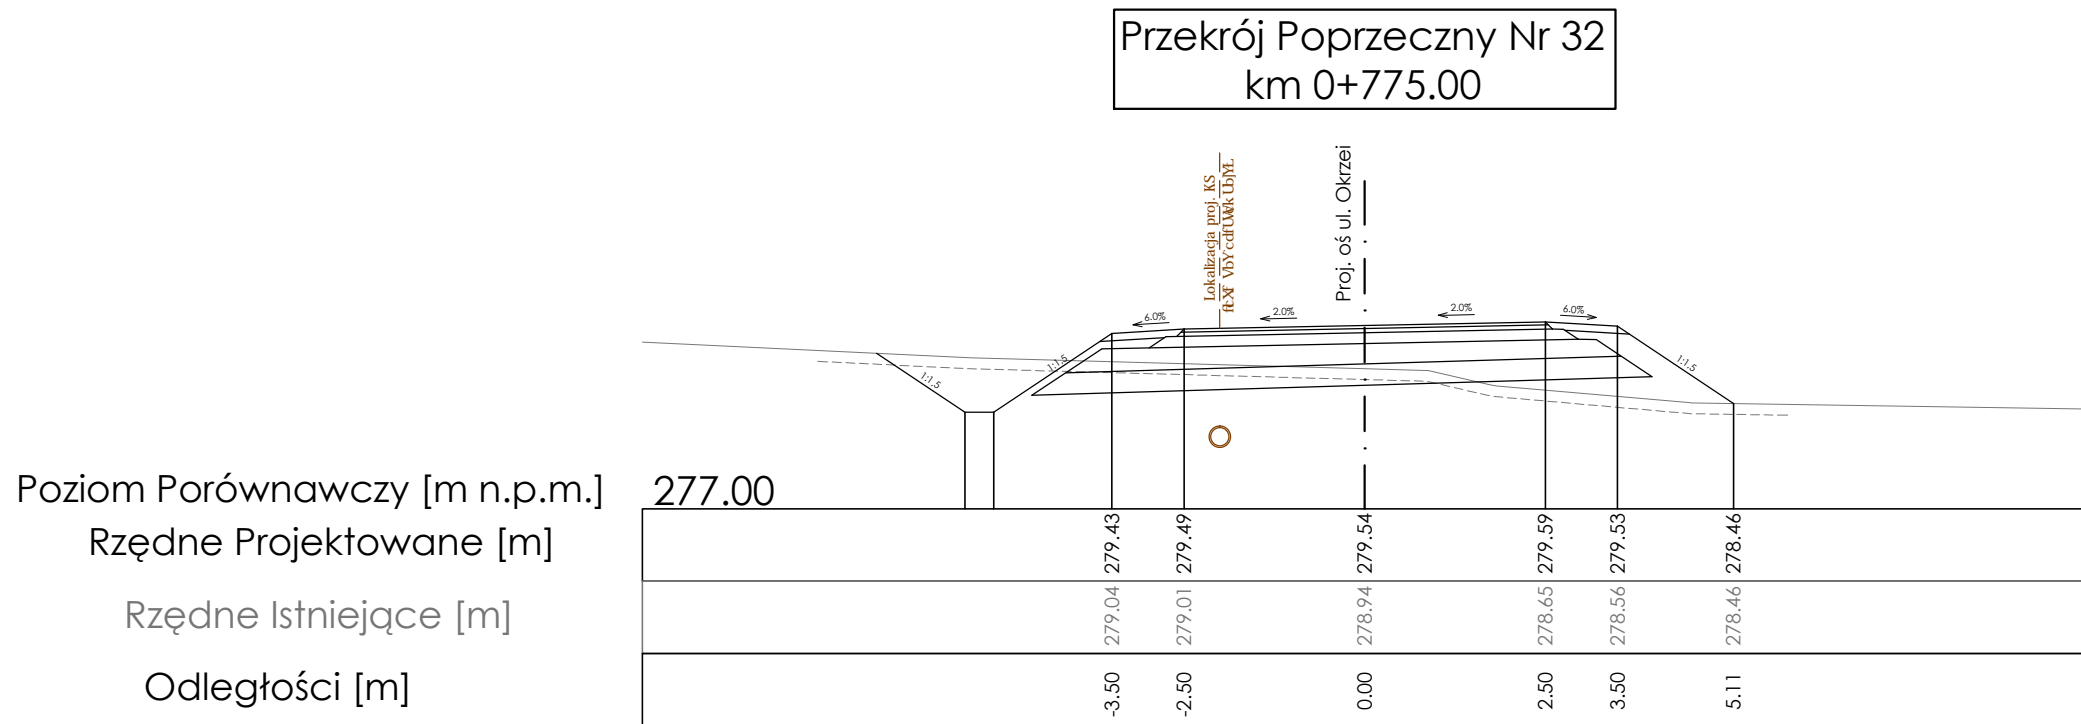 Przekrój Poprzeczny Nr 32
km 0+775.00
Lokalizacja proj. KS
Proj. oś ul. Okrzei
6.0%
2.0%
2.0%
6.0%
1:1.5
1:1.5
1:1.5
Poziom Porównawczy [m n.p.m.] 277.00
Rzędne Projektowane [m] 279.43 279.49 279.54 279.59 279.53 278.46
Rzędne Istniejące [m] 279.04 279.01 278.94 278.65 278.56 278.46
Odległości [m] -3.50 -2.50 0.00 2.50 3.50 5.11